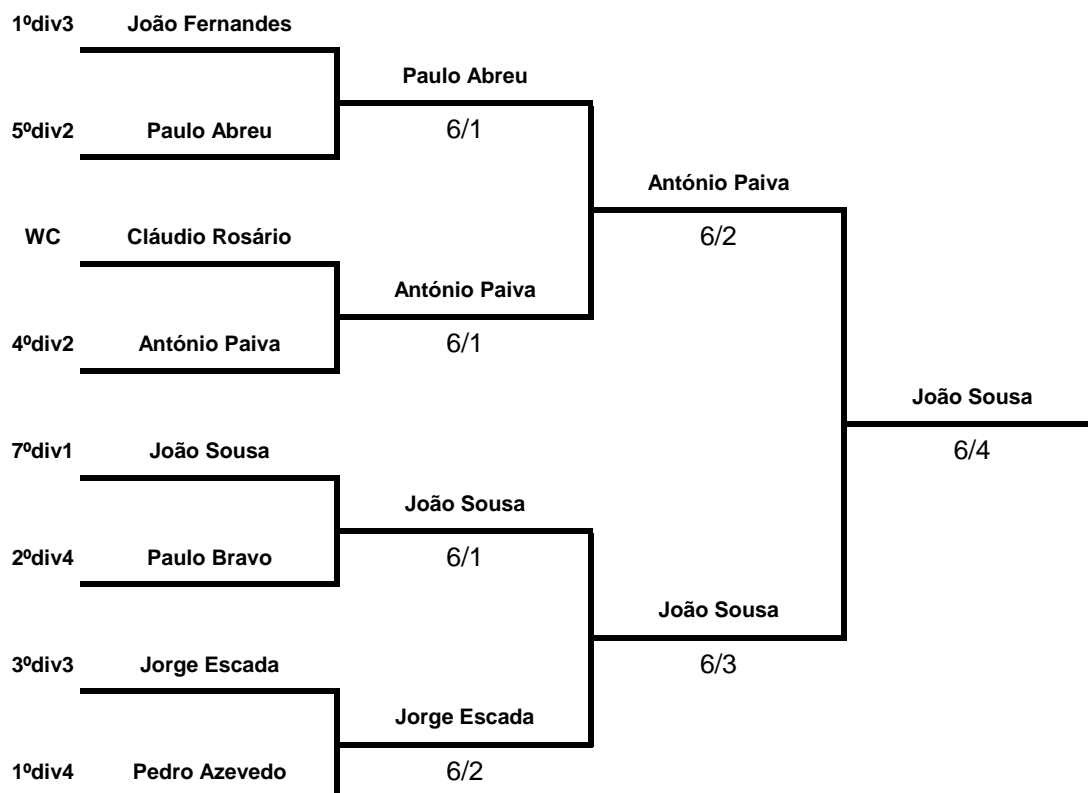 1ºdiv3 João Fernandes
Paulo Abreu
5ºdiv2 Paulo Abreu 6/1
António Paiva
WC Cláudio Rosário 6/2
António Paiva
4ºdiv2 António Paiva 6/1
João Sousa
7ºdiv1 João Sousa 6/4
João Sousa
2ºdiv4 Paulo Bravo 6/1
João Sousa
3ºdiv3 Jorge Escada 6/3
Jorge Escada
1ºdiv4 Pedro Azevedo 6/2